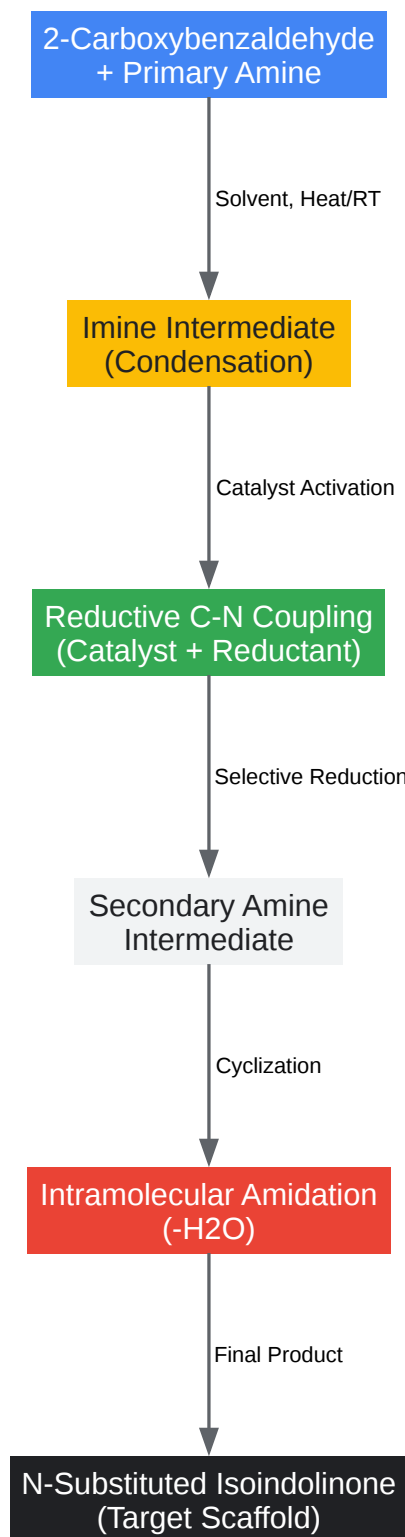 2-Carboxybenzaldehyde
+ Primary Amine
Solvent, Heat/RT
Imine Intermediate
(Condensation)
Catalyst Activation
Reductive C-N Coupling
(Catalyst + Reductant)
Selective Reduction
Secondary Amine
Intermediate
Cyclization
Intramolecular Amidation
(-H2O)
Final Product
N-Substituted Isoindolinone
(Target Scaffold)